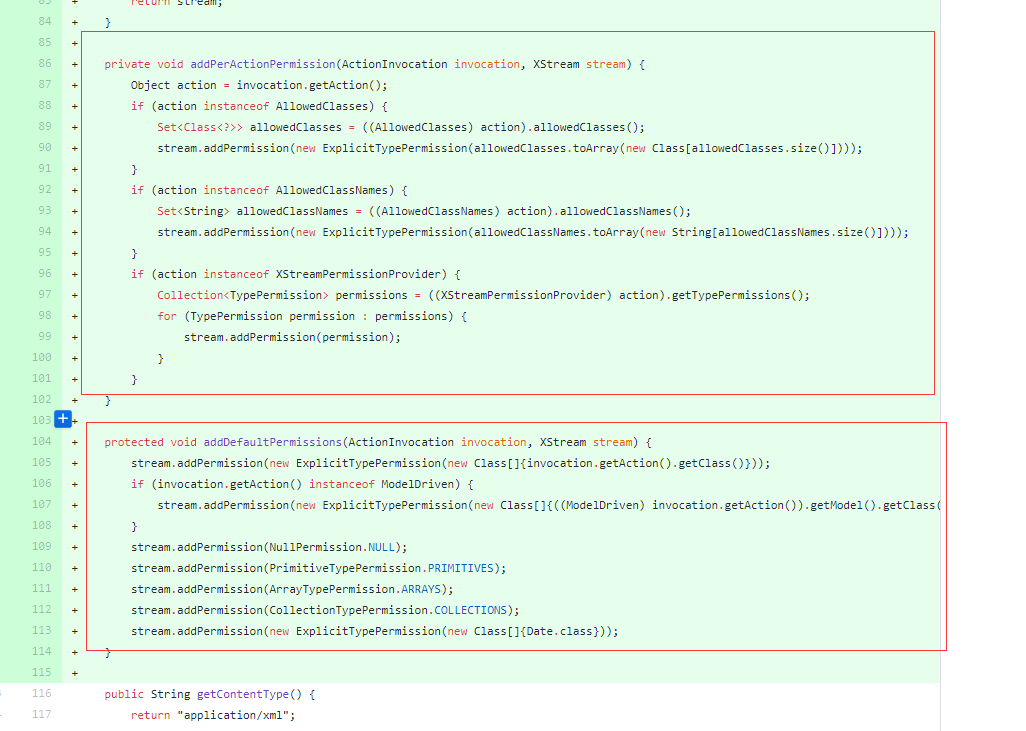 83 + return stream;
84 + }
85 +
86 + private void addPerActionPermission(ActionInvocation invocation, XStream stream) {
87 + Object action = invocation.getAction();
88 + if (action instanceof AllowedClasses) {
89 + Set<Class<?>> allowedClasses = ((AllowedClasses) action).allowedClasses();
90 + stream.addPermission(new ExplicitTypePermission(allowedClasses.toArray(new Class[allowedClasses.size()])));
91 + }
92 + if (action instanceof AllowedClassNames) {
93 + Set<String> allowedClassNames = ((AllowedClassNames) action).allowedClassNames();
94 + stream.addPermission(new ExplicitTypePermission(allowedClassNames.toArray(new String[allowedClassNames.size()])));
95 + }
96 + if (action instanceof XStreamPermissionProvider) {
97 + Collection<TypePermission> permissions = ((XStreamPermissionProvider) action).getTypePermissions();
98 + for (TypePermission permission : permissions) {
99 + stream.addPermission(permission);
100 + }
101 + }
102 + }
103 +
104 + protected void addDefaultPermissions(ActionInvocation invocation, XStream stream) {
105 + stream.addPermission(new ExplicitTypePermission(new Class[]{invocation.getAction().getClass()}));
106 + if (invocation.getAction() instanceof ModelDriven) {
107 + stream.addPermission(new ExplicitTypePermission(new Class[]{((ModelDriven) invocation.getAction()).getModel().getClass(
108 + }
109 + stream.addPermission(NullPermission.NULL);
110 + stream.addPermission(PrimitiveTypePermission.PRIMITIVES);
111 + stream.addPermission(ArrayTypePermission.ARRAYS);
112 + stream.addPermission(CollectionTypePermission.COLLECTIONS);
113 + stream.addPermission(new ExplicitTypePermission(new Class[]{Date.class}));
114 + }
115 +
116 public String getContentType() {
117 return "application/xml";